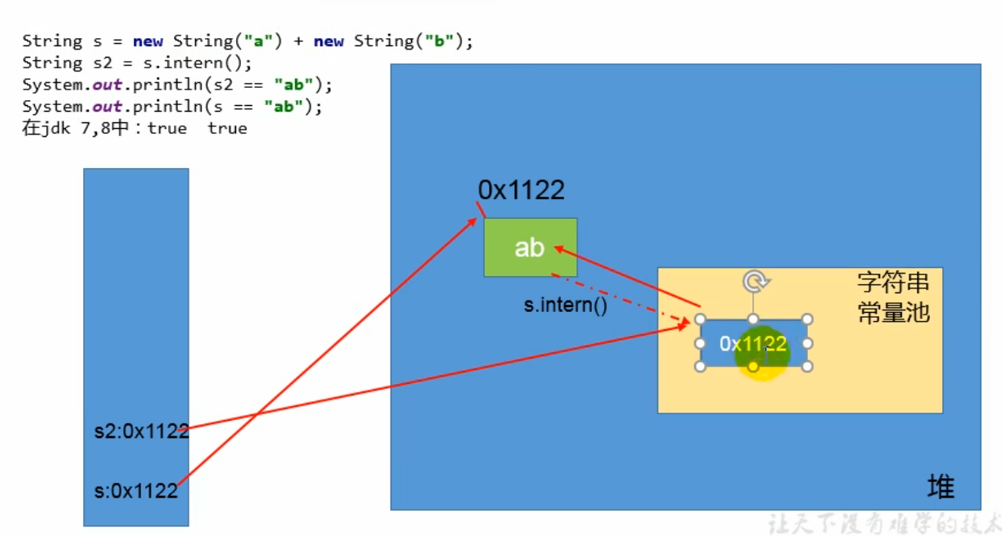 String s = new String("a") + new String("b");
String s2 = s.intern();
System.out.println(s2 == "ab");
System.out.println(s == "ab");
在jdk 7,8中：true  true
0x1122
ab
字符串
常量池
s.intern()
0x1122
s2:0x1122
s:0x1122
堆
让天下没有难学的技术